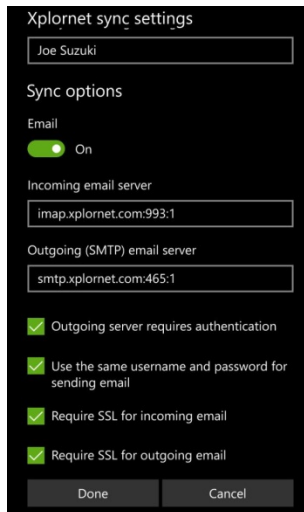 Xplornet sync settings
Joe Suzuki
Sync options
Email
On
Incoming email server
imap.xplornet.com:993:1
Outgoing (SMTP) email server
smtp.xplornet.com:465:1
Outgoing server requires authentication
Use the same username and password for
sending email
Require SSL for incoming email
Require SSL for outgoing email
Done Cancel